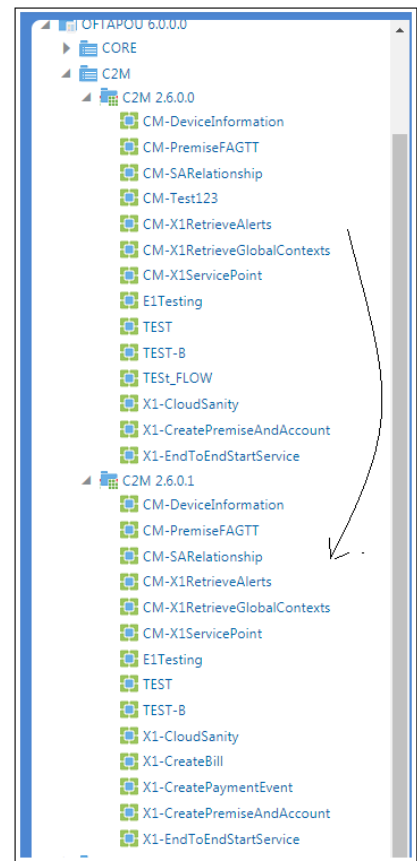 OFTAPOU 6.0.0.0
CORE
C2M
C2M 2.6.0.0
CM-DeviceInformation
CM-PremiseFAGTT
CM-SARelationship
CM-Test123
CM-X1RetrieveAlerts
CM-X1RetrieveGlobalContexts
CM-X1ServicePoint
E1Testing
TEST
TEST-B
TESt_FLOW
X1-CloudSanity
X1-CreatePremiseAndAccount
X1-EndToEndStartService
C2M 2.6.0.1
CM-DeviceInformation
CM-PremiseFAGTT
CM-SARelationship
CM-X1RetrieveAlerts
CM-X1RetrieveGlobalContexts
CM-X1ServicePoint
E1Testing
TEST
TEST-B
X1-CloudSanity
X1-CreateBill
X1-CreatePaymentEvent
X1-CreatePremiseAndAccount
X1-EndToEndStartService